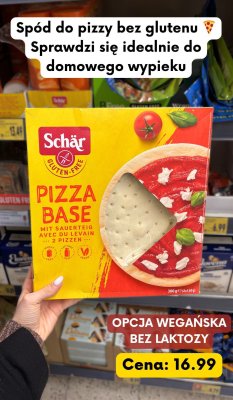 Spód do pizzy bez glutenu 🍕
Sprawdzi się idealnie do
domowego wypieku
Schär
GLUTEN-FREE
PIZZA
BASE
MIT SAUERTEIG
AVEC DU LEVAIN
2 PIZZEN
OPCJA WEGAŃSKA
BEZ LAKTOZY
Cena: 16.99